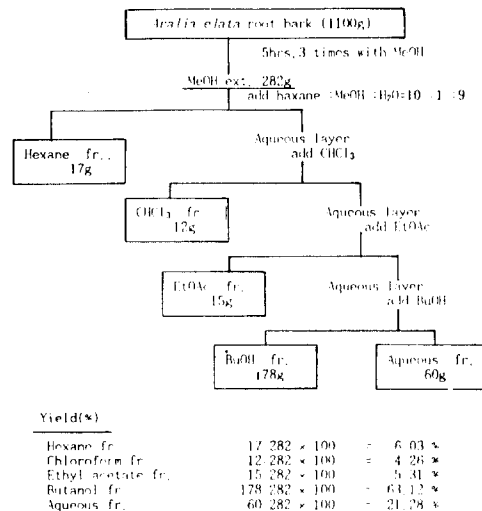 Aralia elata root bark (1100g)
5hrs, 3 times with MeOH
MeOH ext. 282g
add haxane :MeOH :H₂O=10 :1 :9
Hexane fr.,
17g
Aqueous layer
add CHCl₃
CHCl₃ fr
12g
Aqueous layer
add EtOAc
EtOAc fr.
15g
Aqueous layer
add BuOH
BuOH fr.
178g
Aqueous fr.
60g
Yield(%)
Hexane fr 17 282 × 100 = 6 03 %
Chloroform fr 12 282 × 100 = 4 26 %
Ethyl acetate fr. 15 282 × 100 5 31 %
Butanol fr 178 282 × 100 = 63.12 %
Aqueous fr. 60 282 × 100 = 21.28 %